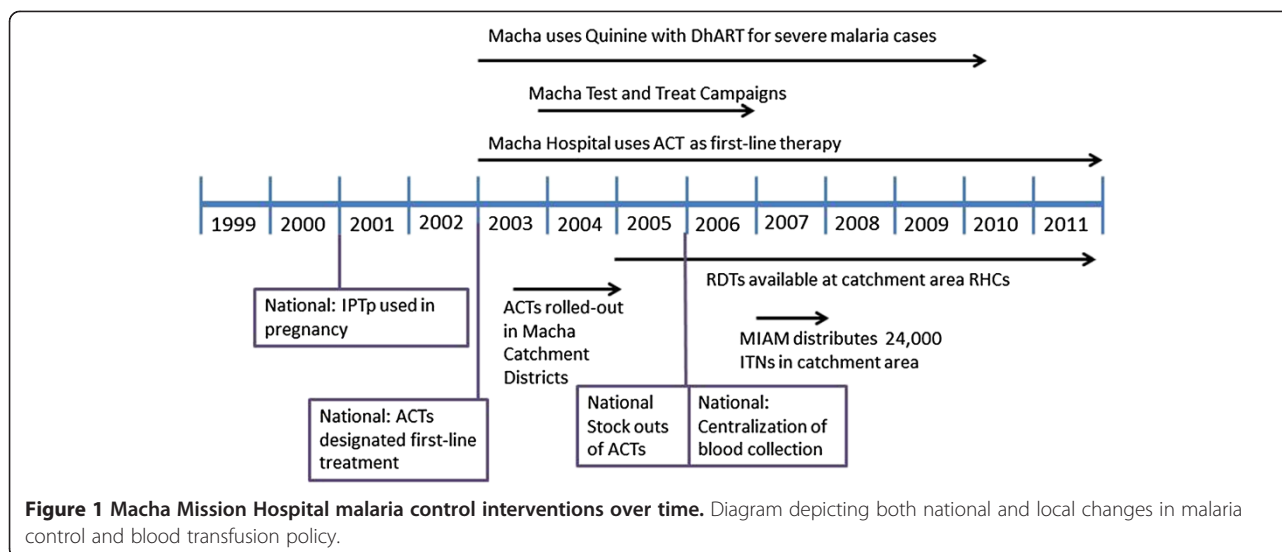 Macha uses Quinine with DhART for severe malaria cases
Macha Test and Treat Campaigns
Macha Hospital uses ACT as first-line therapy
1999 2000 2001 2002 2003 2004 2005 2006 2007 2008 2009 2010 2011
RDTs available at catchment area RHCs
National: IPTp used in
pregnancy
ACTs rolled-out
in Macha
Catchment
Districts
MIAM distributes 24,000
ITNs in catchment area
National: ACTs
designated first-line
treatment
National
Stock outs
of ACTs
National:
Centralization of
blood collection
Figure 1 Macha Mission Hospital malaria control interventions over time. Diagram depicting both national and local changes in malaria
control and blood transfusion policy.